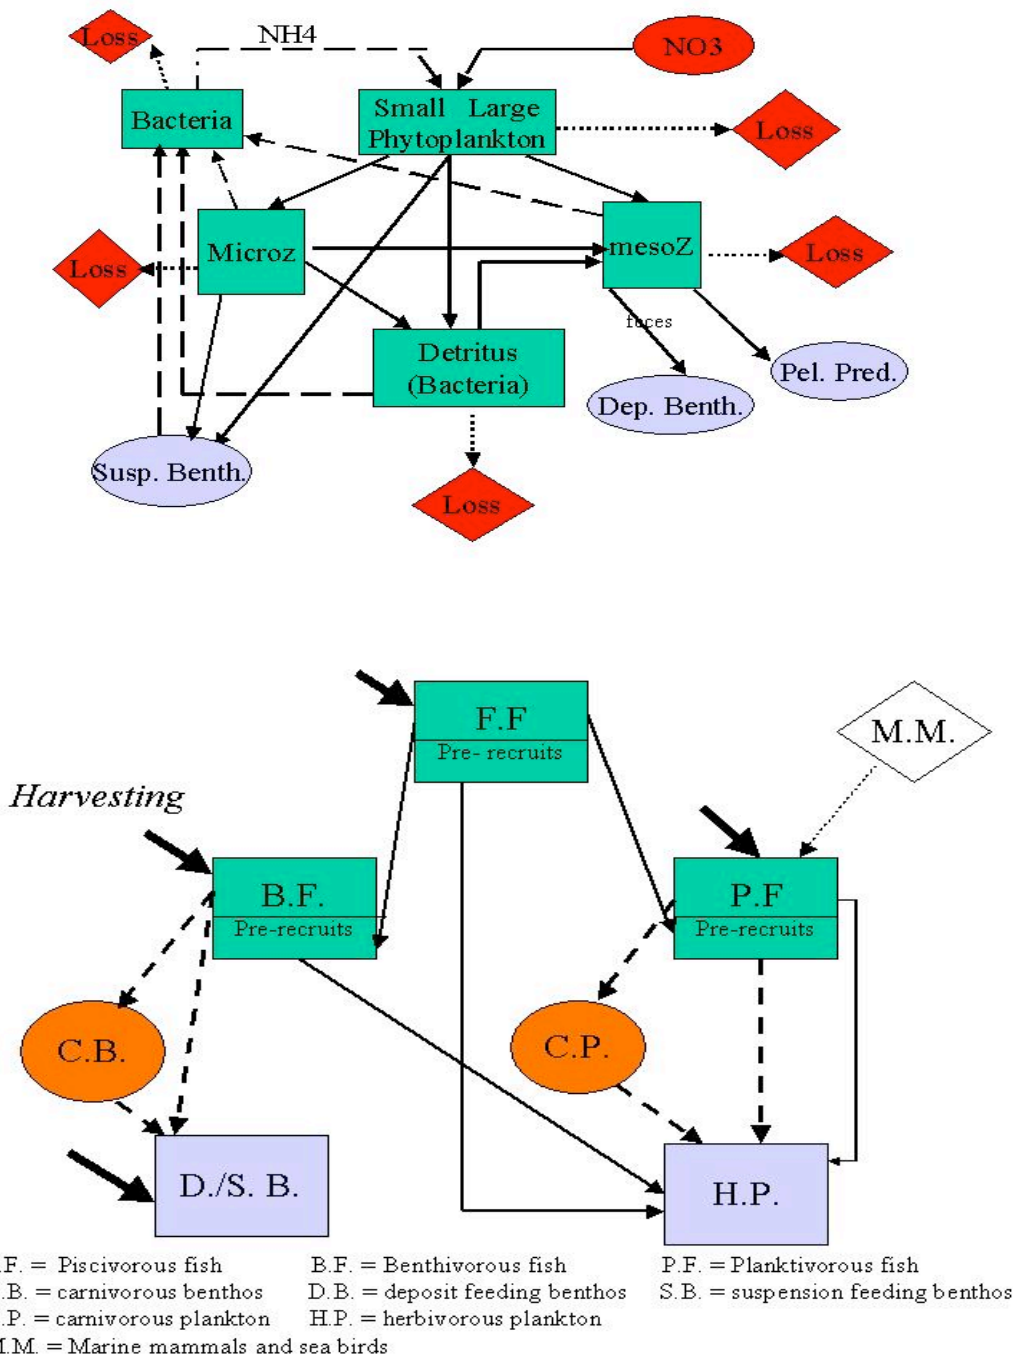 Loss
NH4
NO3
Bacteria
Small Large
Phytoplankton
Loss
Microz
mesoZ
Loss
Loss
feces
Detritus
(Bacteria)
Pel. Pred.
Dep. Benth.
Susp. Benth.
Loss
F.F
Pre- recruits
M.M.
Harvesting
B.F.
Pre-recruits
P.F
Pre-recruits
C.B.
C.P.
D./S. B.
H.P.
.F. = Piscivorous fish B.F. = Benthivorous fish P.F. = Planktivorous fish
.B. = carnivorous benthos D.B. = deposit feeding benthos S.B. = suspension feeding benthos
.P. = carnivorous plankton H.P. = herbivorous plankton
M.M. = Marine mammals and sea birds